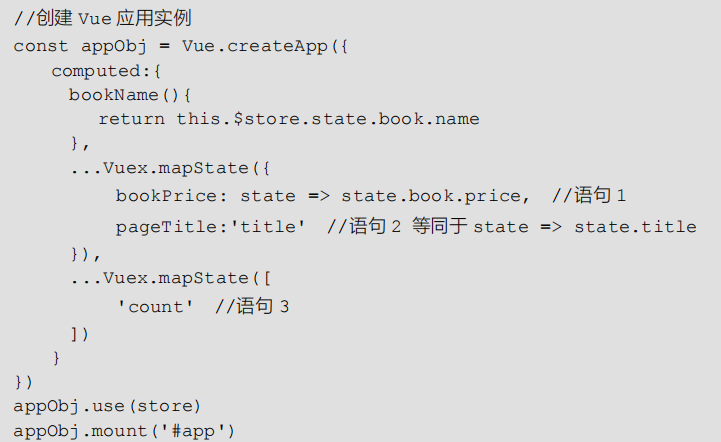 //创建 Vue 应用实例
const appObj = Vue.createApp({
computed:{
bookName(){
return this.$store.state.book.name
},
...Vuex.mapState({
bookPrice: state => state.book.price, //语句 1
pageTitle:'title' //语句 2 等同于 state => state.title
}),
...Vuex.mapState([
'count' //语句 3
])
}
})
appObj.use(store)
appObj.mount('#app')